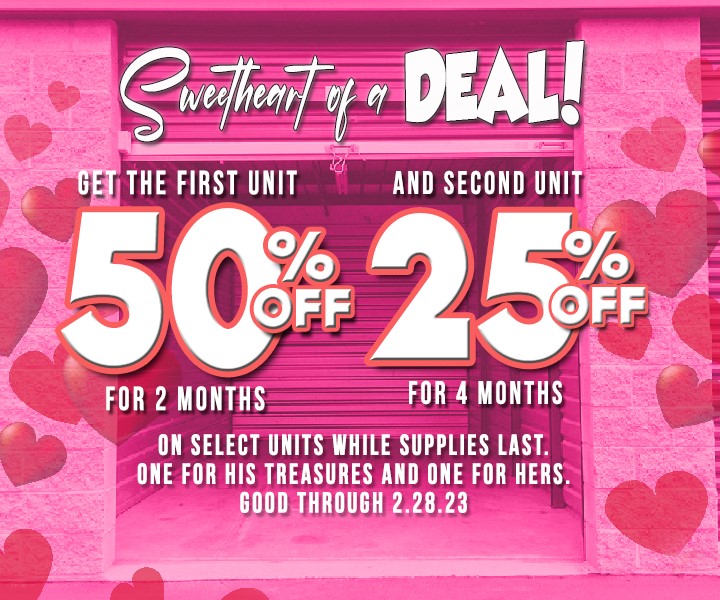 Sweetheart of a DEAL!
GET THE FIRST UNIT
50% OFF
FOR 2 MONTHS
AND SECOND UNIT
25% OFF
FOR 4 MONTHS
ON SELECT UNITS WHILE SUPPLIES LAST.
ONE FOR HIS TREASURES AND ONE FOR HERS.
GOOD THROUGH 2.28.23